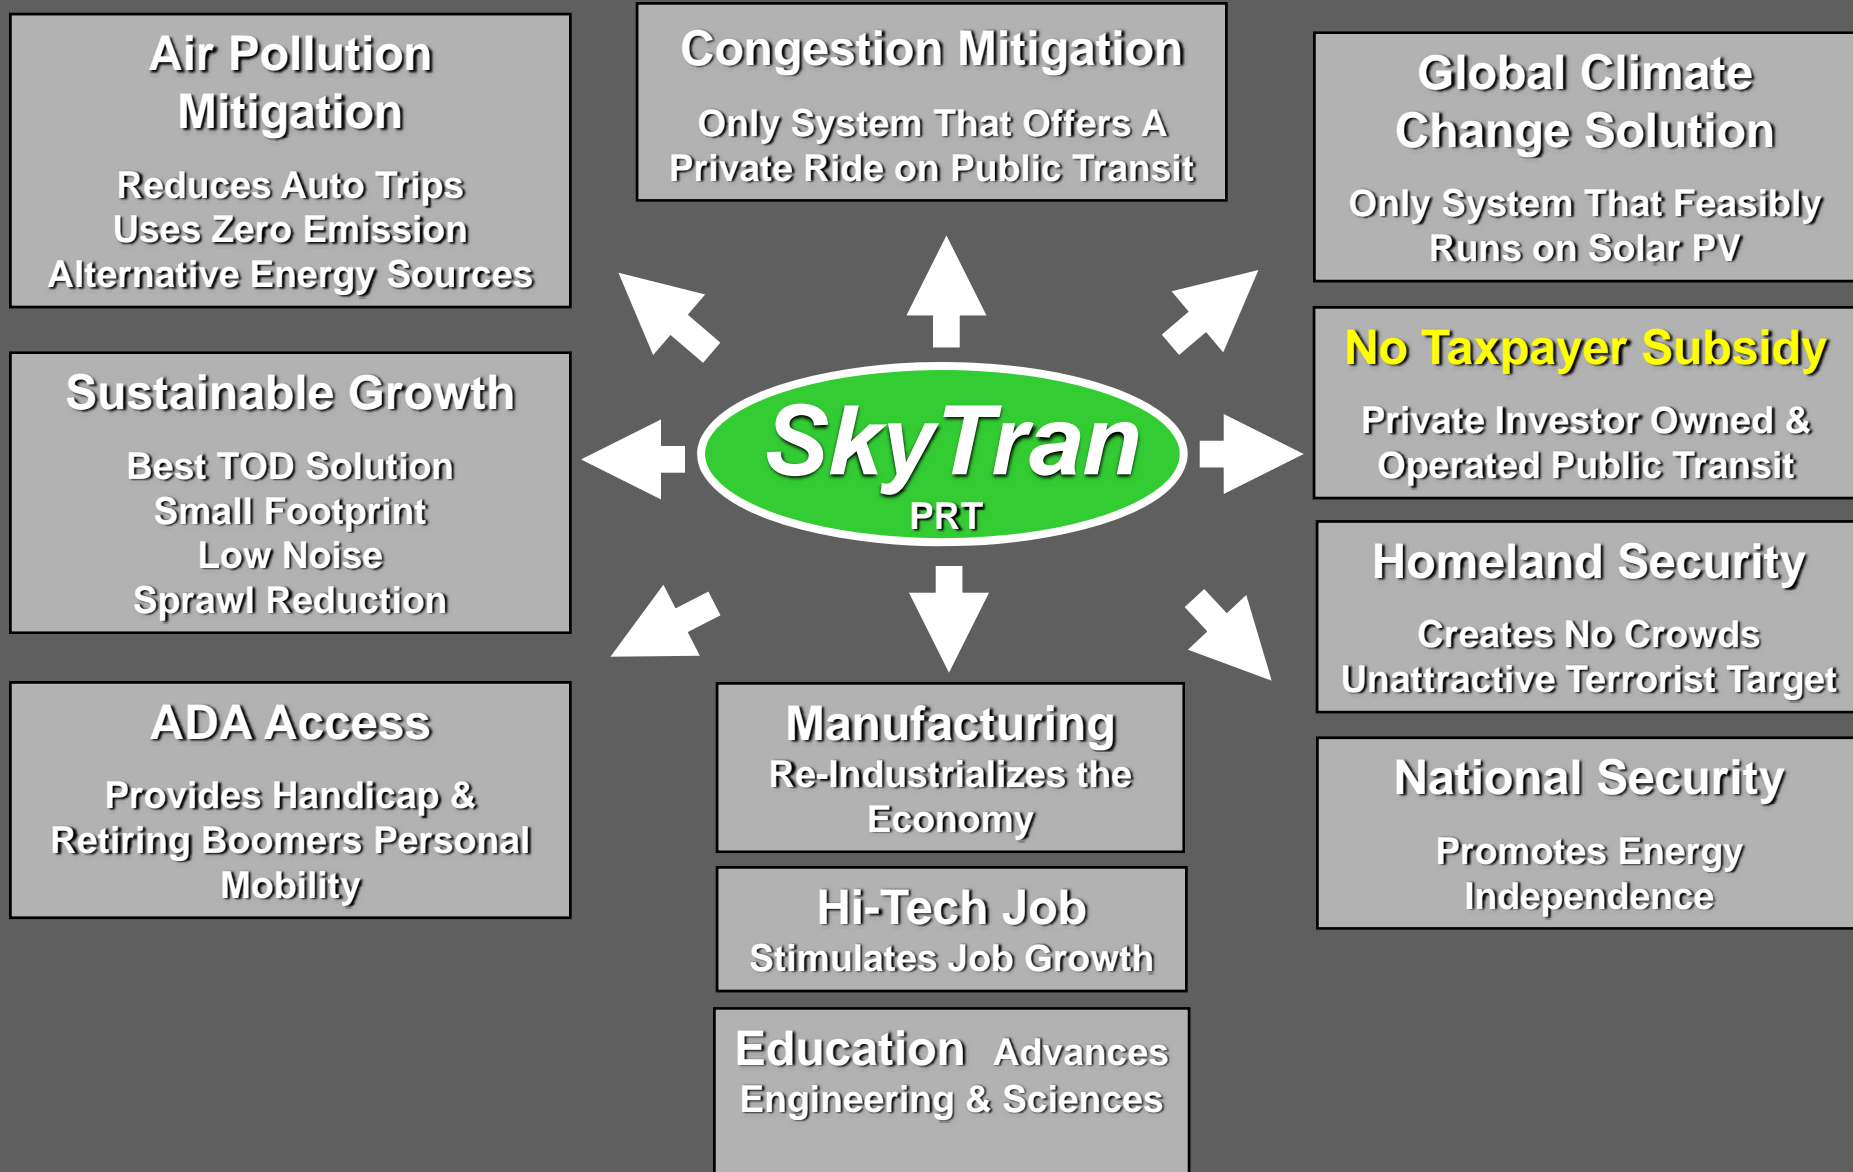 Air Pollution
Mitigation
Reduces Auto Trips
Uses Zero Emission
Alternative Energy Sources
Congestion Mitigation
Only System That Offers A
Private Ride on Public Transit
Global Climate
Change Solution
Only System That Feasibly
Runs on Solar PV
No Taxpayer Subsidy
Private Investor Owned &
Operated Public Transit
Sustainable Growth
Best TOD Solution
Small Footprint
Low Noise
Sprawl Reduction
SkyTran
PRT
Homeland Security
Creates No Crowds
Unattractive Terrorist Target
ADA Access
Provides Handicap &
Retiring Boomers Personal
Mobility
Manufacturing
Re-Industrializes the
Economy
National Security
Promotes Energy
Independence
Hi-Tech Job
Stimulates Job Growth
Education Advances
Engineering & Sciences